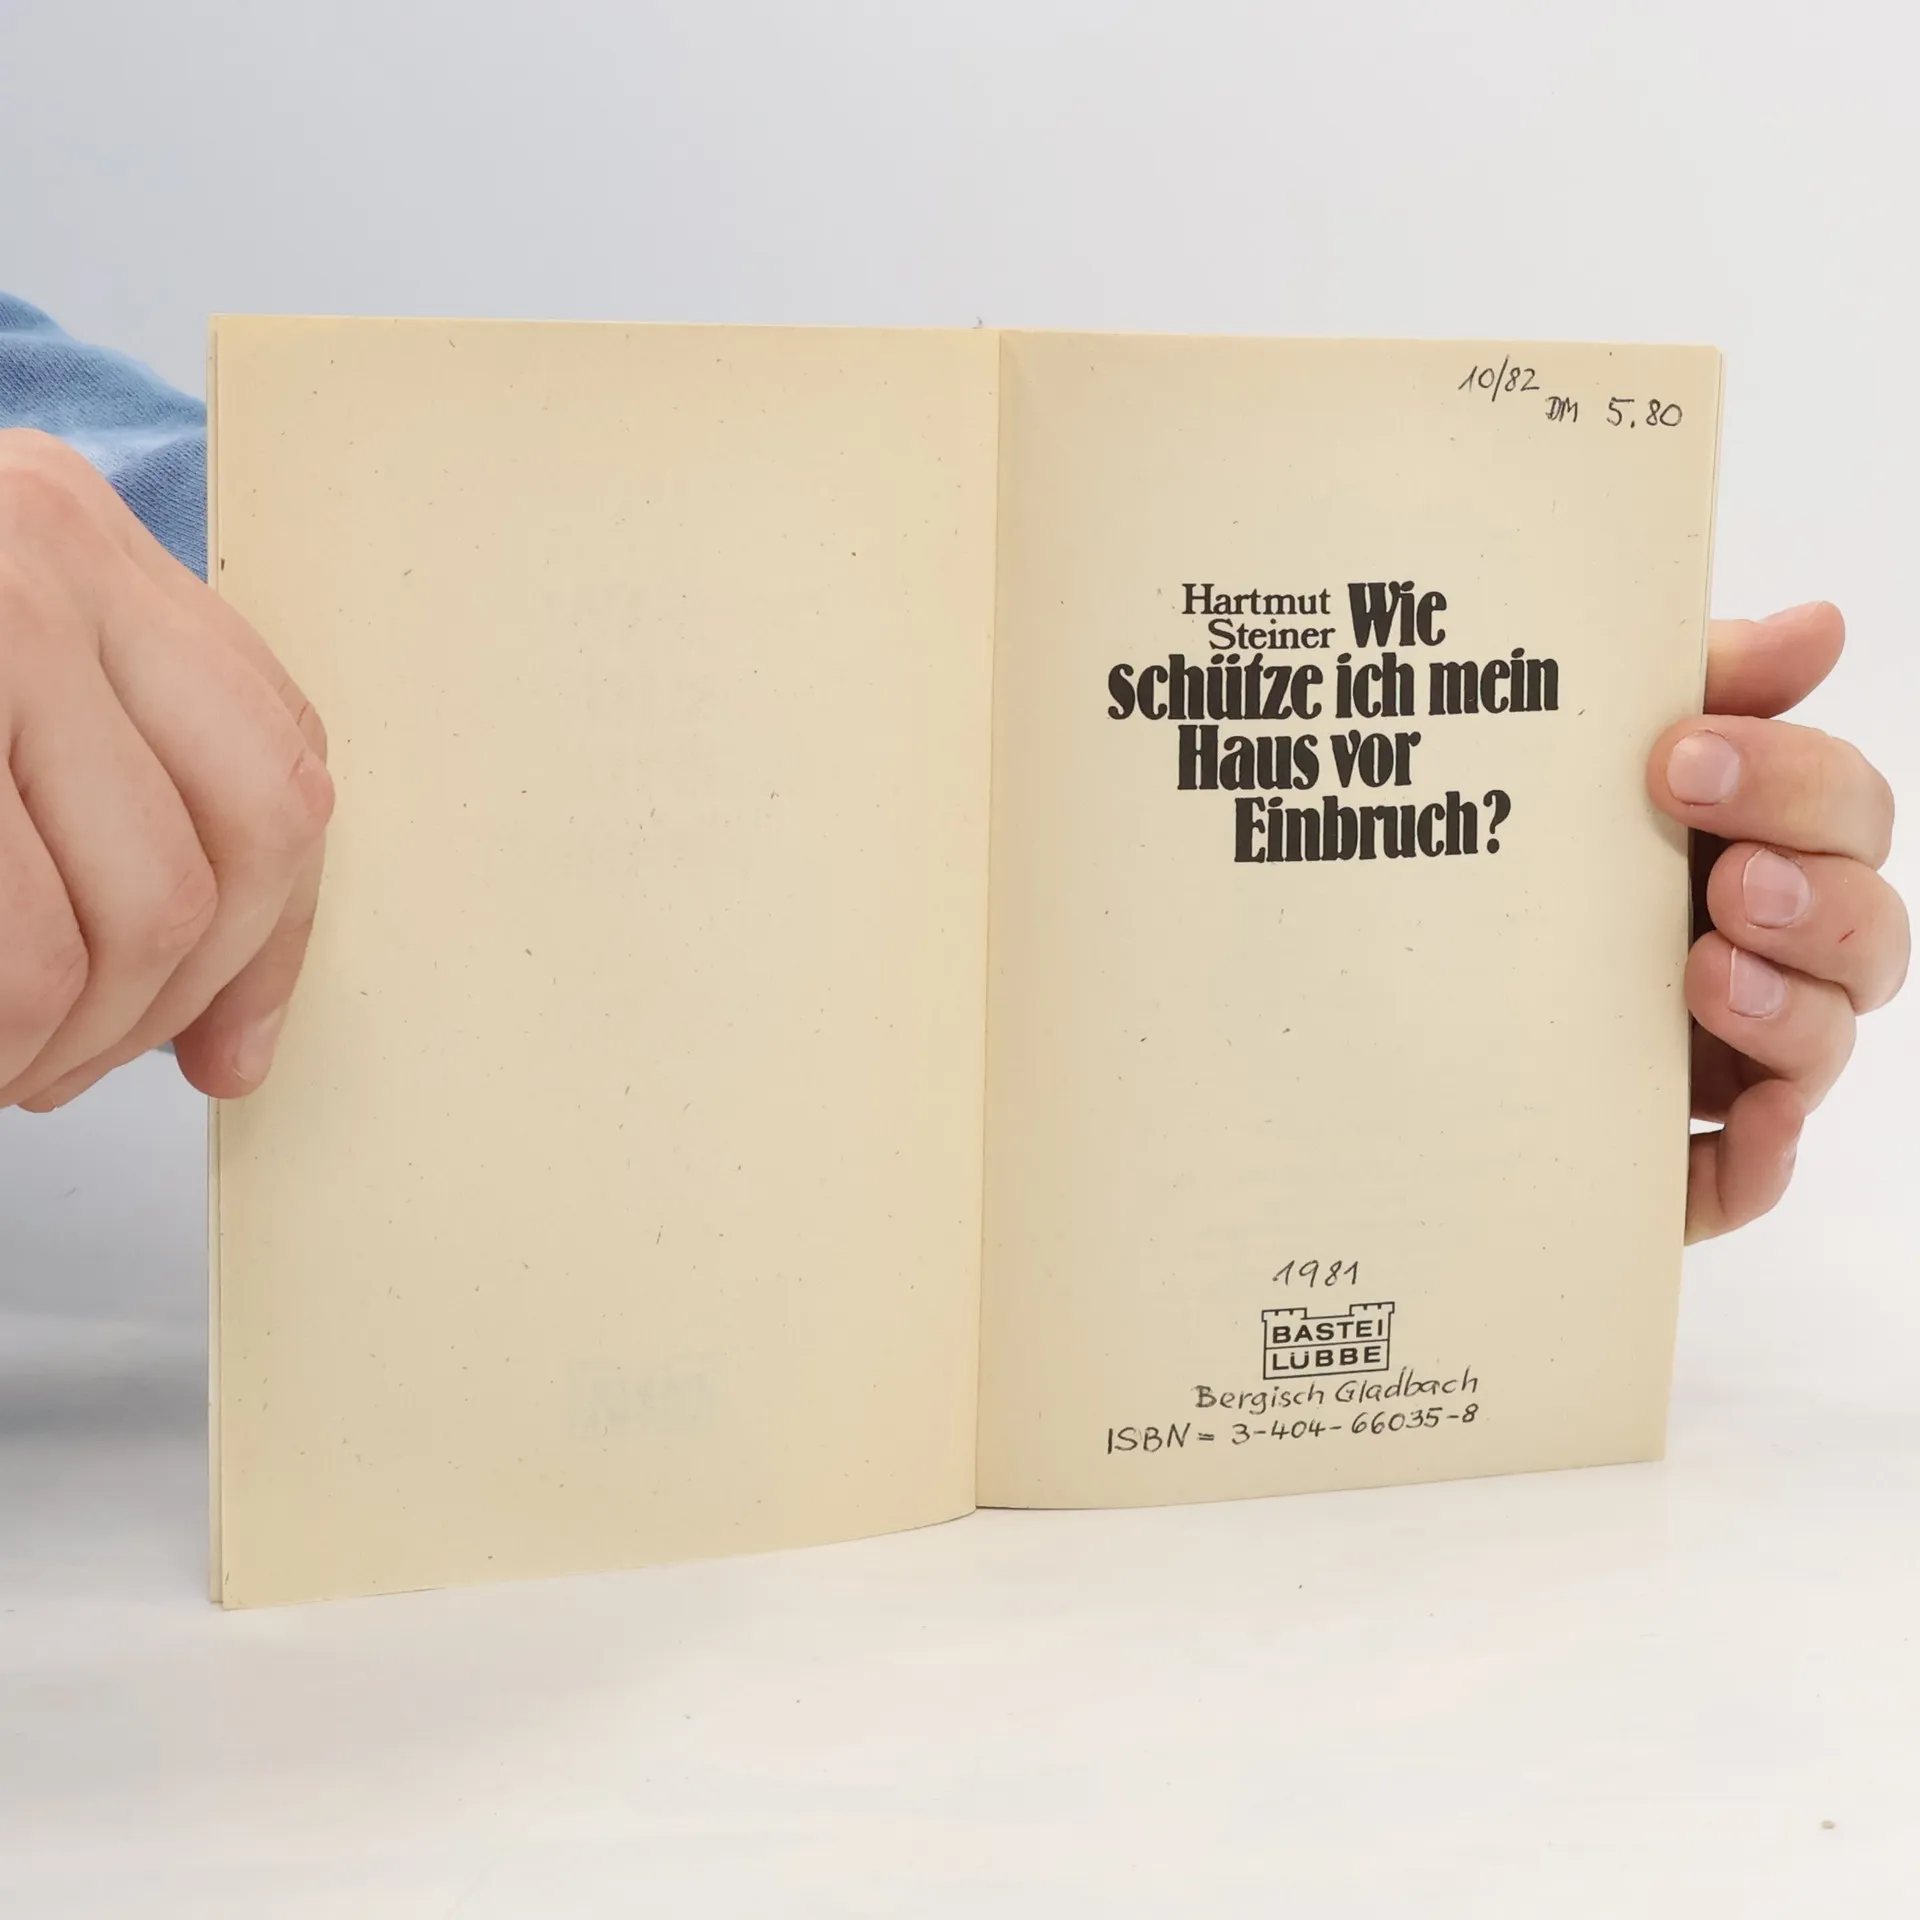 10/82
DM 5.80
Hartmut
Steiner Wie
schütze ich mein
Haus vor
Einbruch?
1981
BASTEI
LÜBBE
Bergisch Gladbach
ISBN = 3-404-66035-8